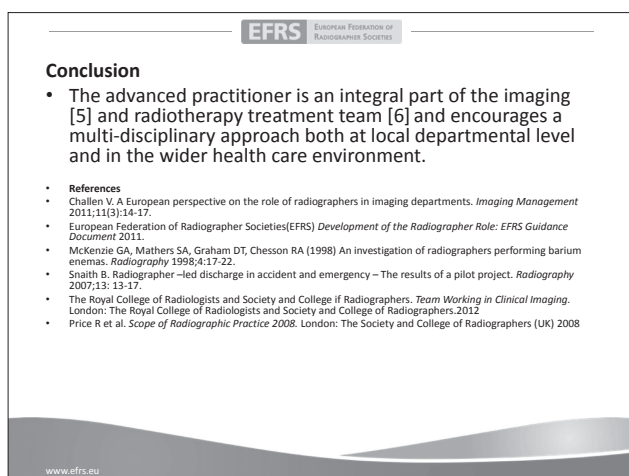 EFRS EUROPEAN FEDERATION OF
RADIOGRAPHER SOCIETIES
Conclusion
• The advanced practitioner is an integral part of the imaging
[5] and radiotherapy treatment team [6] and encourages a
multi-disciplinary approach both at local departmental level
and in the wider health care environment.
• References
• Challen V. A European perspective on the role of radiographers in imaging departments. Imaging Management
2011;11(3):14-17.
• European Federation of Radiographer Societies(EFRS) Development of the Radiographer Role: EFRS Guidance
Document 2011.
• McKenzie GA, Mathers SA, Graham DT, Chesson RA (1998) An investigation of radiographers performing barium
enemas. Radiography 1998;4:17-22.
• Snaith B. Radiographer –led discharge in accident and emergency – The results of a pilot project. Radiography
2007;13: 13-17.
• The Royal College of Radiologists and Society and College if Radiographers. Team Working in Clinical Imaging.
London: The Royal College of Radiologists and Society and College of Radiographers.2012
• Price R et al. Scope of Radiographic Practice 2008. London: The Society and College of Radiographers (UK) 2008
www.efrs.eu